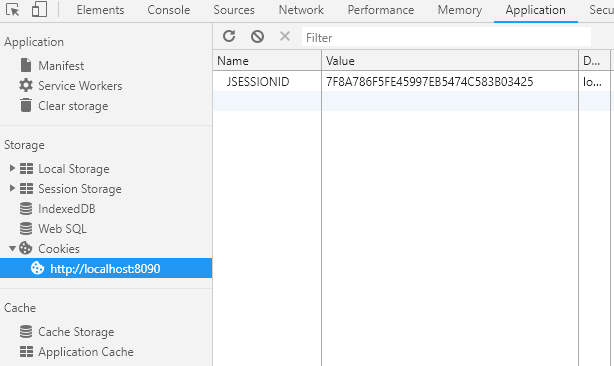 Elements Console Sources Network Performance Memory Application Secu
Application
Manifest
Service Workers
Clear storage
Storage
Local Storage
Session Storage
IndexedDB
Web SQL
Cookies
http://localhost:8090
Cache
Cache Storage
Application Cache
Filter
Name Value D...
JSESSIONID 7F8A786F5FE45997EB5474C583B03425 lo...